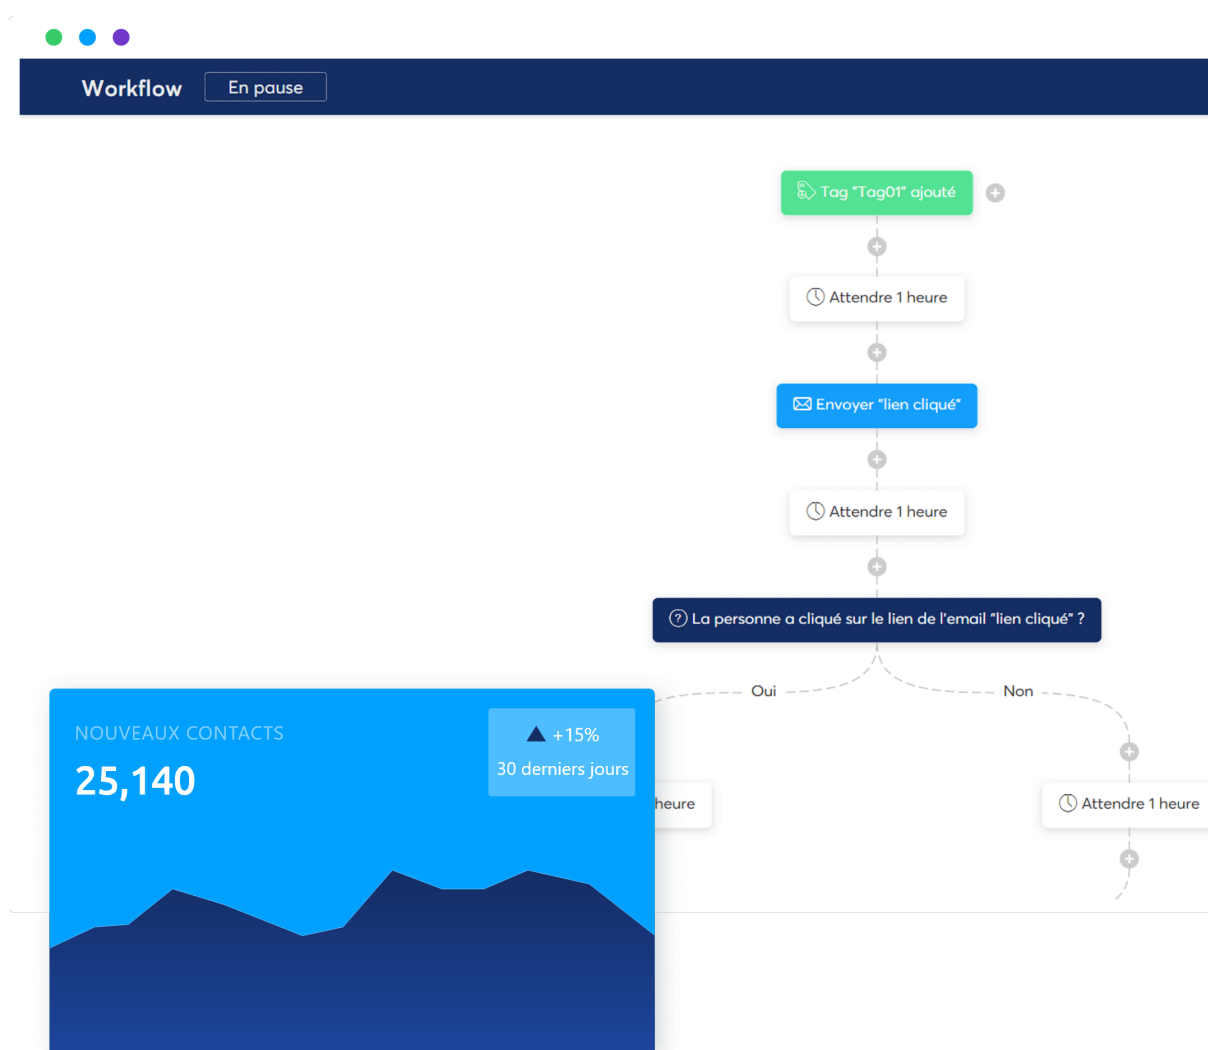 Workflow
En pause
Tag "Tag01" ajouté
Attendre 1 heure
Envoyer "lien cliqué"
Attendre 1 heure
La personne a cliqué sur le lien de l'email "lien cliqué" ?
Oui
Non
NOUVEAUX CONTACTS
25,140
+15%
30 derniers jours
heure
Attendre 1 heure